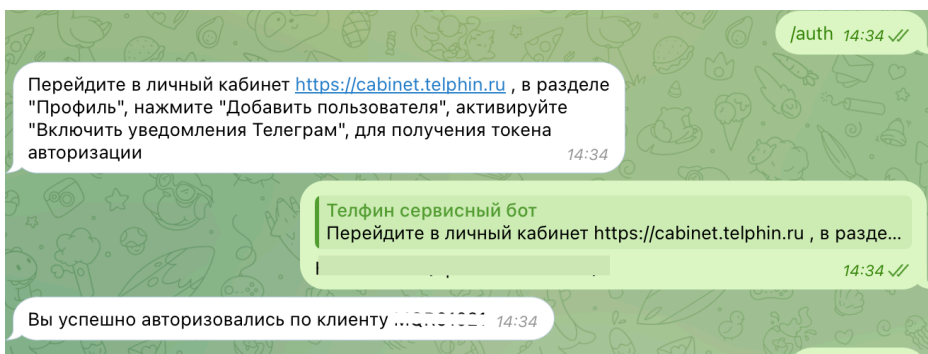 /auth 14:34
Перейдите в личный кабинет https://cabinet.telphin.ru , в разделе
"Профиль", нажмите "Добавить пользователя", активируйте
"Включить уведомления Телеграм", для получения токена
авторизации
14:34
Телфин сервисный бот
Перейдите в личный кабинет https://cabinet.telphin.ru , в разде...
14:34
Вы успешно авторизовались по клиенту 14:34